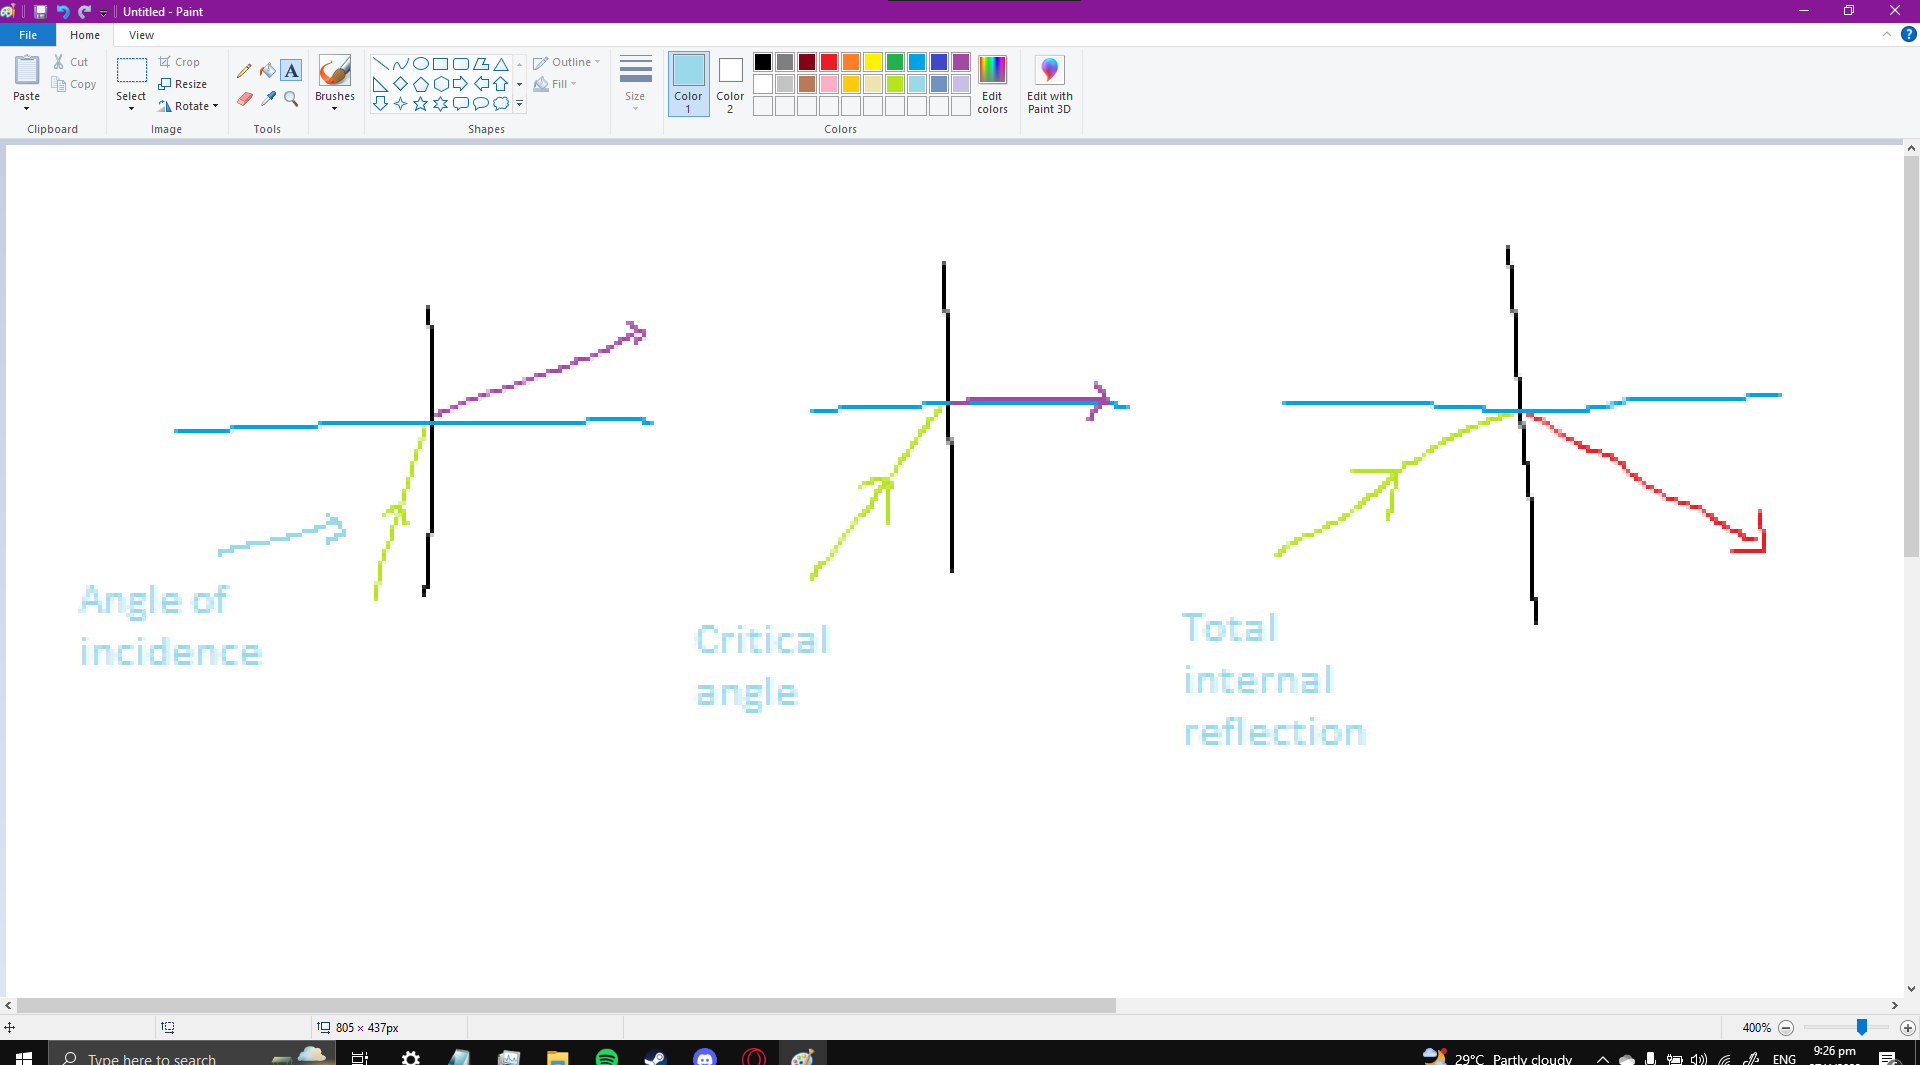 Untitled - Paint
File Home View
Paste
Cut
Copy
Clipboard
Select
Crop
Resize
Rotate
Image
A
Tools
Brushes
Outline
Fill
Shapes
Size
Color 1
Color 2
Edit colors
Colors
Edit with Paint 3D
Angle of
incidence
Critical
angle
Total
internal
reflection
805 × 437px
400%
Type here to search
29°C Partly cloudy
ENG
9:26 pm